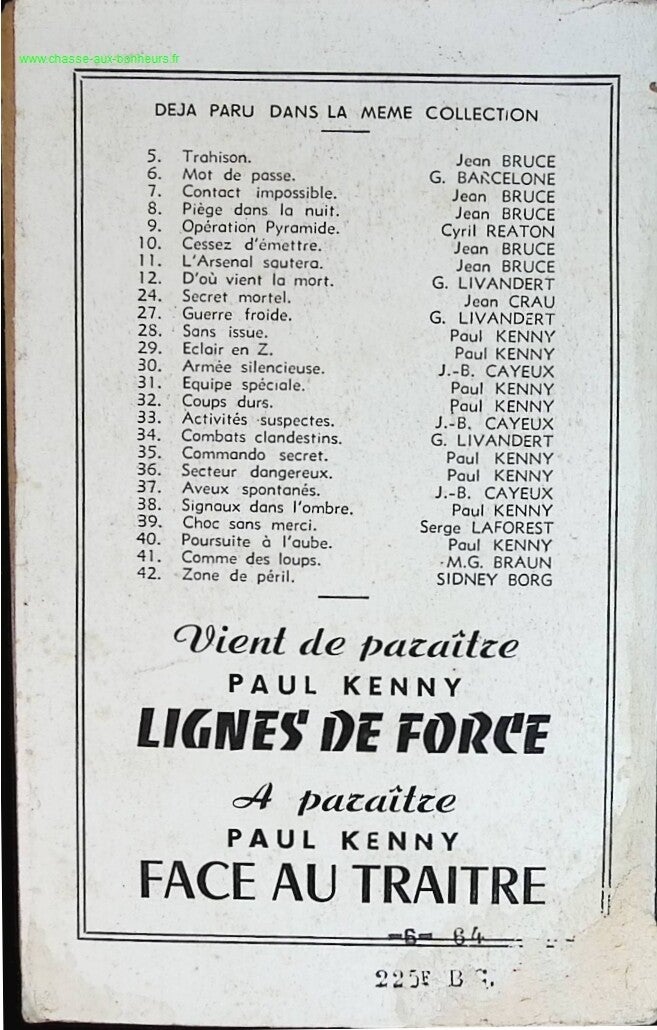 www.chasse-aux-bonheurs.fr
DEJA PARU DANS LA MEME COLLECTION
5. Trahison. Jean BRUCE
6. Mot de passe. G. BARCELONE
7. Contact impossible. Jean BRUCE
8. Piège dans la nuit. Jean BRUCE
9. Opération Pyramide. Cyril REATON
10. Cessez d'émettre. Jean BRUCE
11. L'Arsenal sautera. Jean BRUCE
12. D'où vient la mort. G. LIVANDERT
24. Secret mortel. Jean CRAU
27. Guerre froide. G. LIVANDERT
28. Sans issue. Paul KENNY
29. Eclair en Z. Paul KENNY
30. Armée silencieuse. J.-B. CAYEUX
31. Equipe spéciale. Paul KENNY
32. Coups durs. Paul KENNY
33. Activités suspectes. J.-B. CAYEUX
34. Combats clandestins. G. LIVANDERT
35. Commando secret. Paul KENNY
36. Secteur dangereux. Paul KENNY
37. Aveux spontanés. J.-B. CAYEUX
38. Signaux dans l'ombre. Paul KENNY
39. Choc sans merci. Serge LAFOREST
40. Poursuite à l'aube. Paul KENNY
41. Comme des loups. M.G. BRAUN
42. Zone de péril. SIDNEY BORG
Vient de paraître
PAUL KENNY
LIGNES DE FORCE
A paraître
PAUL KENNY
FACE AU TRAITRE
-6- 64
225F B